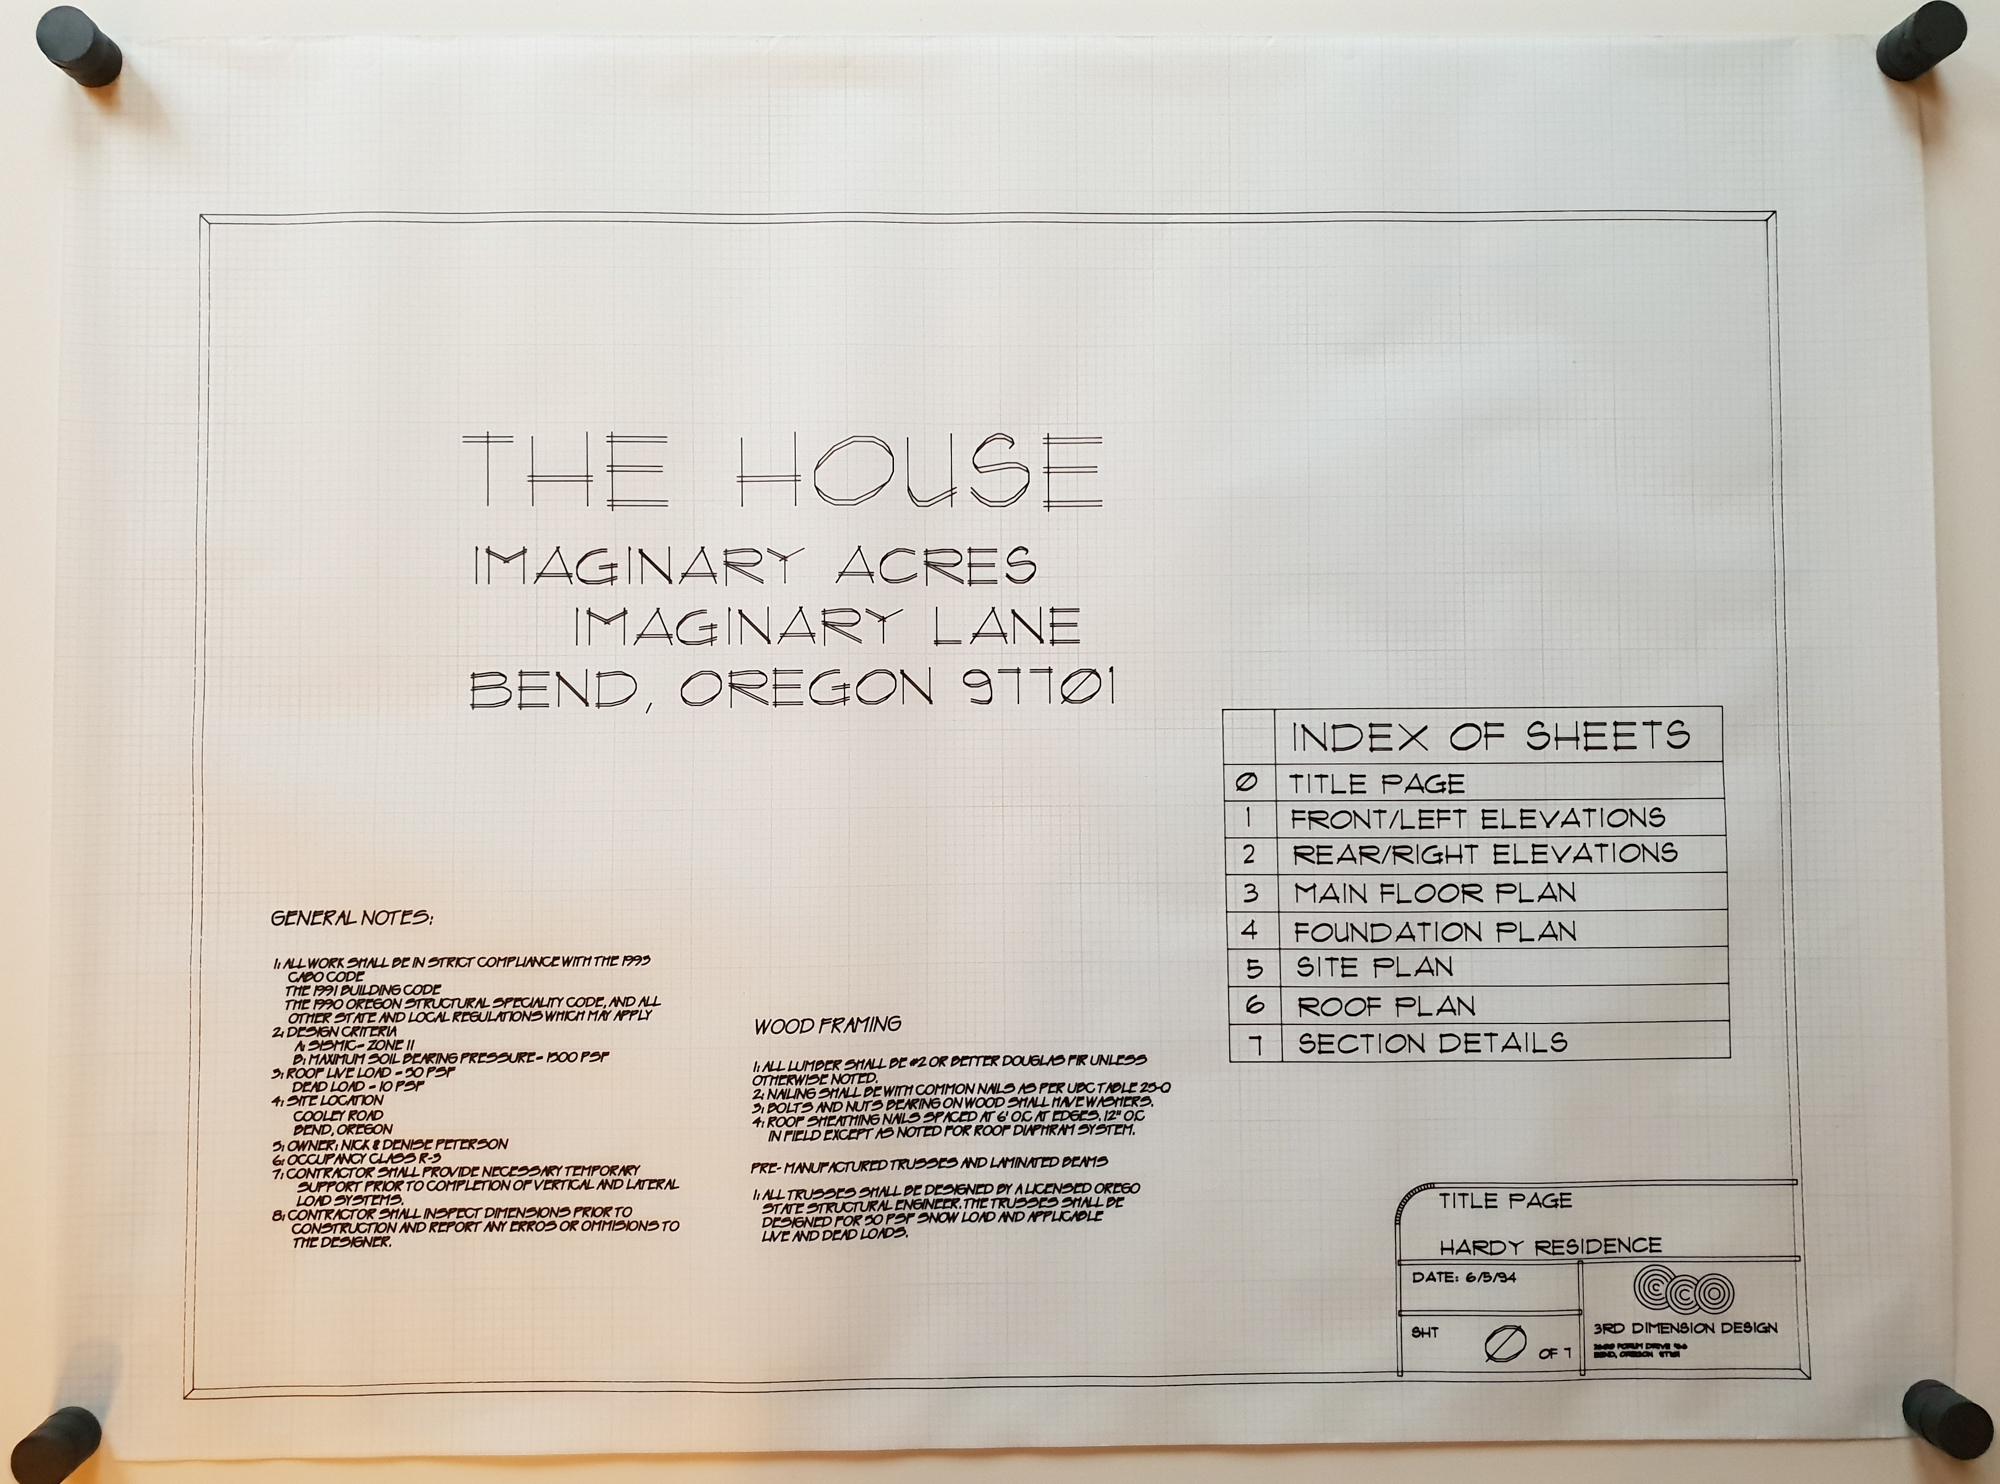 THE HOUSE
IMAGINARY ACRES
IMAGINARY LANE
BEND, OREGON 97701
INDEX OF SHEETS
0 TITLE PAGE
1 FRONT/LEFT ELEVATIONS
2 REAR/RIGHT ELEVATIONS
3 MAIN FLOOR PLAN
4 FOUNDATION PLAN
5 SITE PLAN
6 ROOF PLAN
7 SECTION DETAILS
GENERAL NOTES:
1; ALL WORK SHALL BE IN STRICT COMPLIANCE WITH THE 1993
CABO CODE
THE 1991 BUILDING CODE
THE 1990 OREGON STRUCTURAL SPECIALITY CODE, AND ALL
OTHER STATE AND LOCAL REGULATIONS WHICH MAY APPLY
2; DESIGN CRITERIA
A; SISMIC - ZONE II
B; MAXIMUM SOIL BEARING PRESSURE - 1500 PSF
3; ROOF LIVE LOAD - 50 PSF
DEAD LOAD - 10 PSF
4; SITE LOCATION
COOLEY ROAD
BEND, OREGON
5; OWNER; NICK & DENISE PETERSON
6; OCCUPANCY CLASS R-3
7; CONTRACTOR SHALL PROVIDE NECESSARY TEMPORARY
SUPPORT PRIOR TO COMPLETION OF VERTICAL AND LATERAL
LOAD SYSTEMS.
8; CONTRACTOR SHALL INSPECT DIMENSIONS PRIOR TO
CONSTRUCTION AND REPORT ANY ERROS OR OMMISIONS TO
THE DESIGNER.
WOOD FRAMING
1; ALL LUMBER SHALL BE #2 OR BETTER DOUGLAS FIR UNLESS
OTHERWISE NOTED.
2; NAILING SHALL BE WITH COMMON NAILS AS PER UBC TABLE 25-Q
3; BOLTS AND NUTS BEARING ON WOOD SHALL HAVE WASHERS.
4; ROOF SHEATHING NAILS SPACED AT 6' O.C. AT EDGES, 12" O.C
IN FIELD EXCEPT AS NOTED FOR ROOF DIAPHRAM SYSTEM.
PRE-MANUFACTURED TRUSSES AND LAMINATED BEAMS
1; ALL TRUSSES SHALL BE DESIGNED BY A LICENSED OREGO
STATE STRUCTURAL ENGINEER. THE TRUSSES SHALL BE
DESIGNED FOR 50 PSF SNOW LOAD AND APPLICABLE
LIVE AND DEAD LOADS.
TITLE PAGE
HARDY RESIDENCE
DATE: 6/5/94
SHT 0 OF 7
3RD DIMENSION DESIGN
FORUM DRIVE
BEND, OREGON 97701